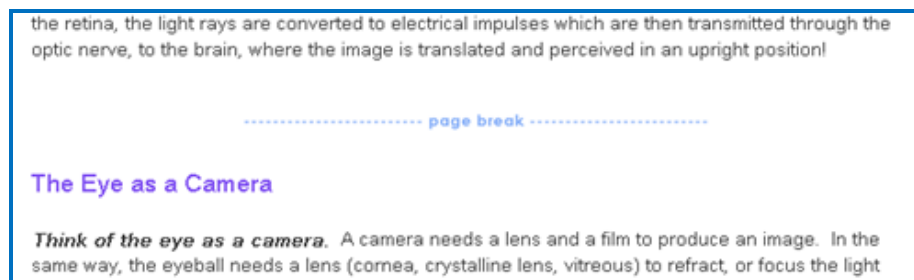 the retina, the light rays are converted to electrical impulses which are then transmitted through the
optic nerve, to the brain, where the image is translated and perceived in an upright position!
------------------------- page break -------------------------
The Eye as a Camera
Think of the eye as a camera. A camera needs a lens and a film to produce an image. In the
same way, the eyeball needs a lens (cornea, crystalline lens, vitreous) to refract, or focus the light